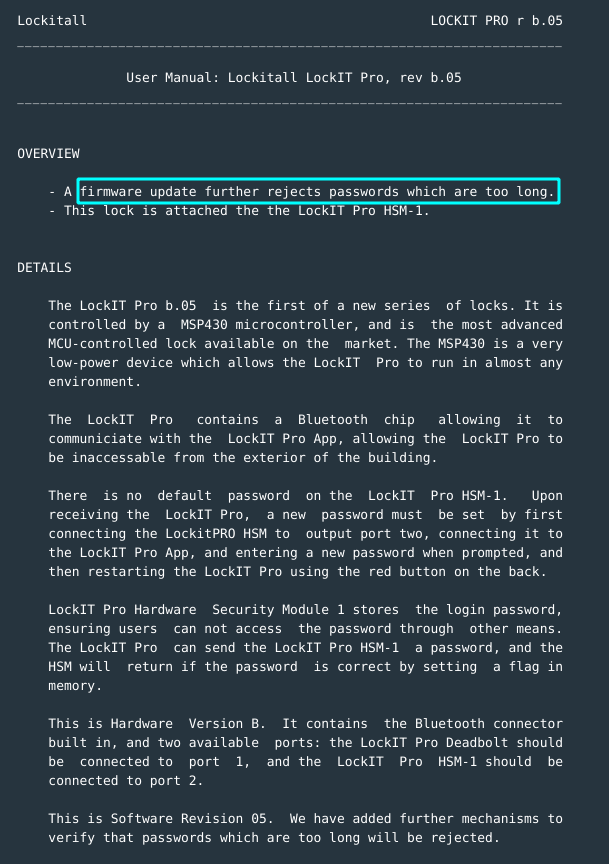 Lockitall LOCKIT PRO r b.05
User Manual: Lockitall LockIT Pro, rev b.05
OVERVIEW
- A firmware update further rejects passwords which are too long.
- This lock is attached the the LockIT Pro HSM-1.
DETAILS
The LockIT Pro b.05 is the first of a new series of locks. It is
controlled by a MSP430 microcontroller, and is the most advanced
MCU-controlled lock available on the market. The MSP430 is a very
low-power device which allows the LockIT Pro to run in almost any
environment.
The LockIT Pro contains a Bluetooth chip allowing it to
communiciate with the LockIT Pro App, allowing the LockIT Pro to
be inaccessable from the exterior of the building.
There is no default password on the LockIT Pro HSM-1. Upon
receiving the LockIT Pro, a new password must be set by first
connecting the LockitPRO HSM to output port two, connecting it to
the LockIT Pro App, and entering a new password when prompted, and
then restarting the LockIT Pro using the red button on the back.
LockIT Pro Hardware Security Module 1 stores the login password,
ensuring users can not access the password through other means.
The LockIT Pro can send the LockIT Pro HSM-1 a password, and the
HSM will return if the password is correct by setting a flag in
memory.
This is Hardware Version B. It contains the Bluetooth connector
built in, and two available ports: the LockIT Pro Deadbolt should
be connected to port 1, and the LockIT Pro HSM-1 should be
connected to port 2.
This is Software Revision 05. We have added further mechanisms to
verify that passwords which are too long will be rejected.